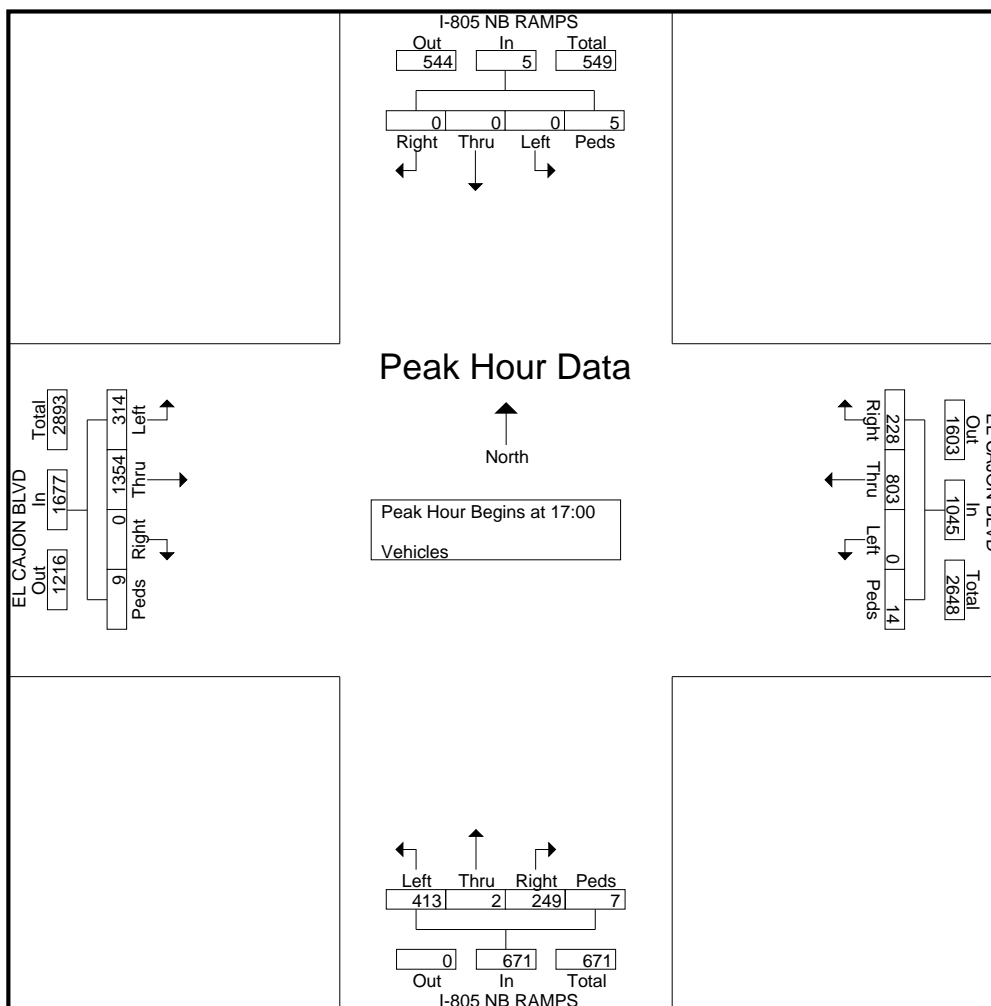 I-805 NB RAMPS
Out In Total
544 5 549
0 0 0 5
Right Thru Left Peds
Peak Hour Data
North
Peak Hour Begins at 17:00
Vehicles
EL CAJON BLVD
Total In Out
2893 1677 1216
314 1354 0 9
Left Thru Right Peds
Right Thru Left Peds
228 803 0 14
1603 1045 2648
Out In Total
EL CAJON BLVD
Left Thru Right Peds
413 2 249 7
0 671 671
Out In Total
I-805 NB RAMPS